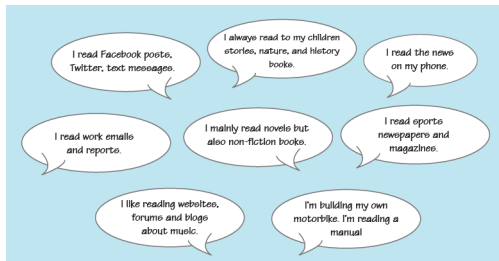 I read Facebook posts,
Twitter, text messages.
I always read to my children
stories, nature, and history
books.
I read the news
on my phone.
I read work emails
and reports.
I mainly read novels but
also non-fiction books.
I read sports
newspapers and
magazines.
I like reading websites,
forums and blogs
about music.
I'm building my own
motorbike. I'm reading a
manual